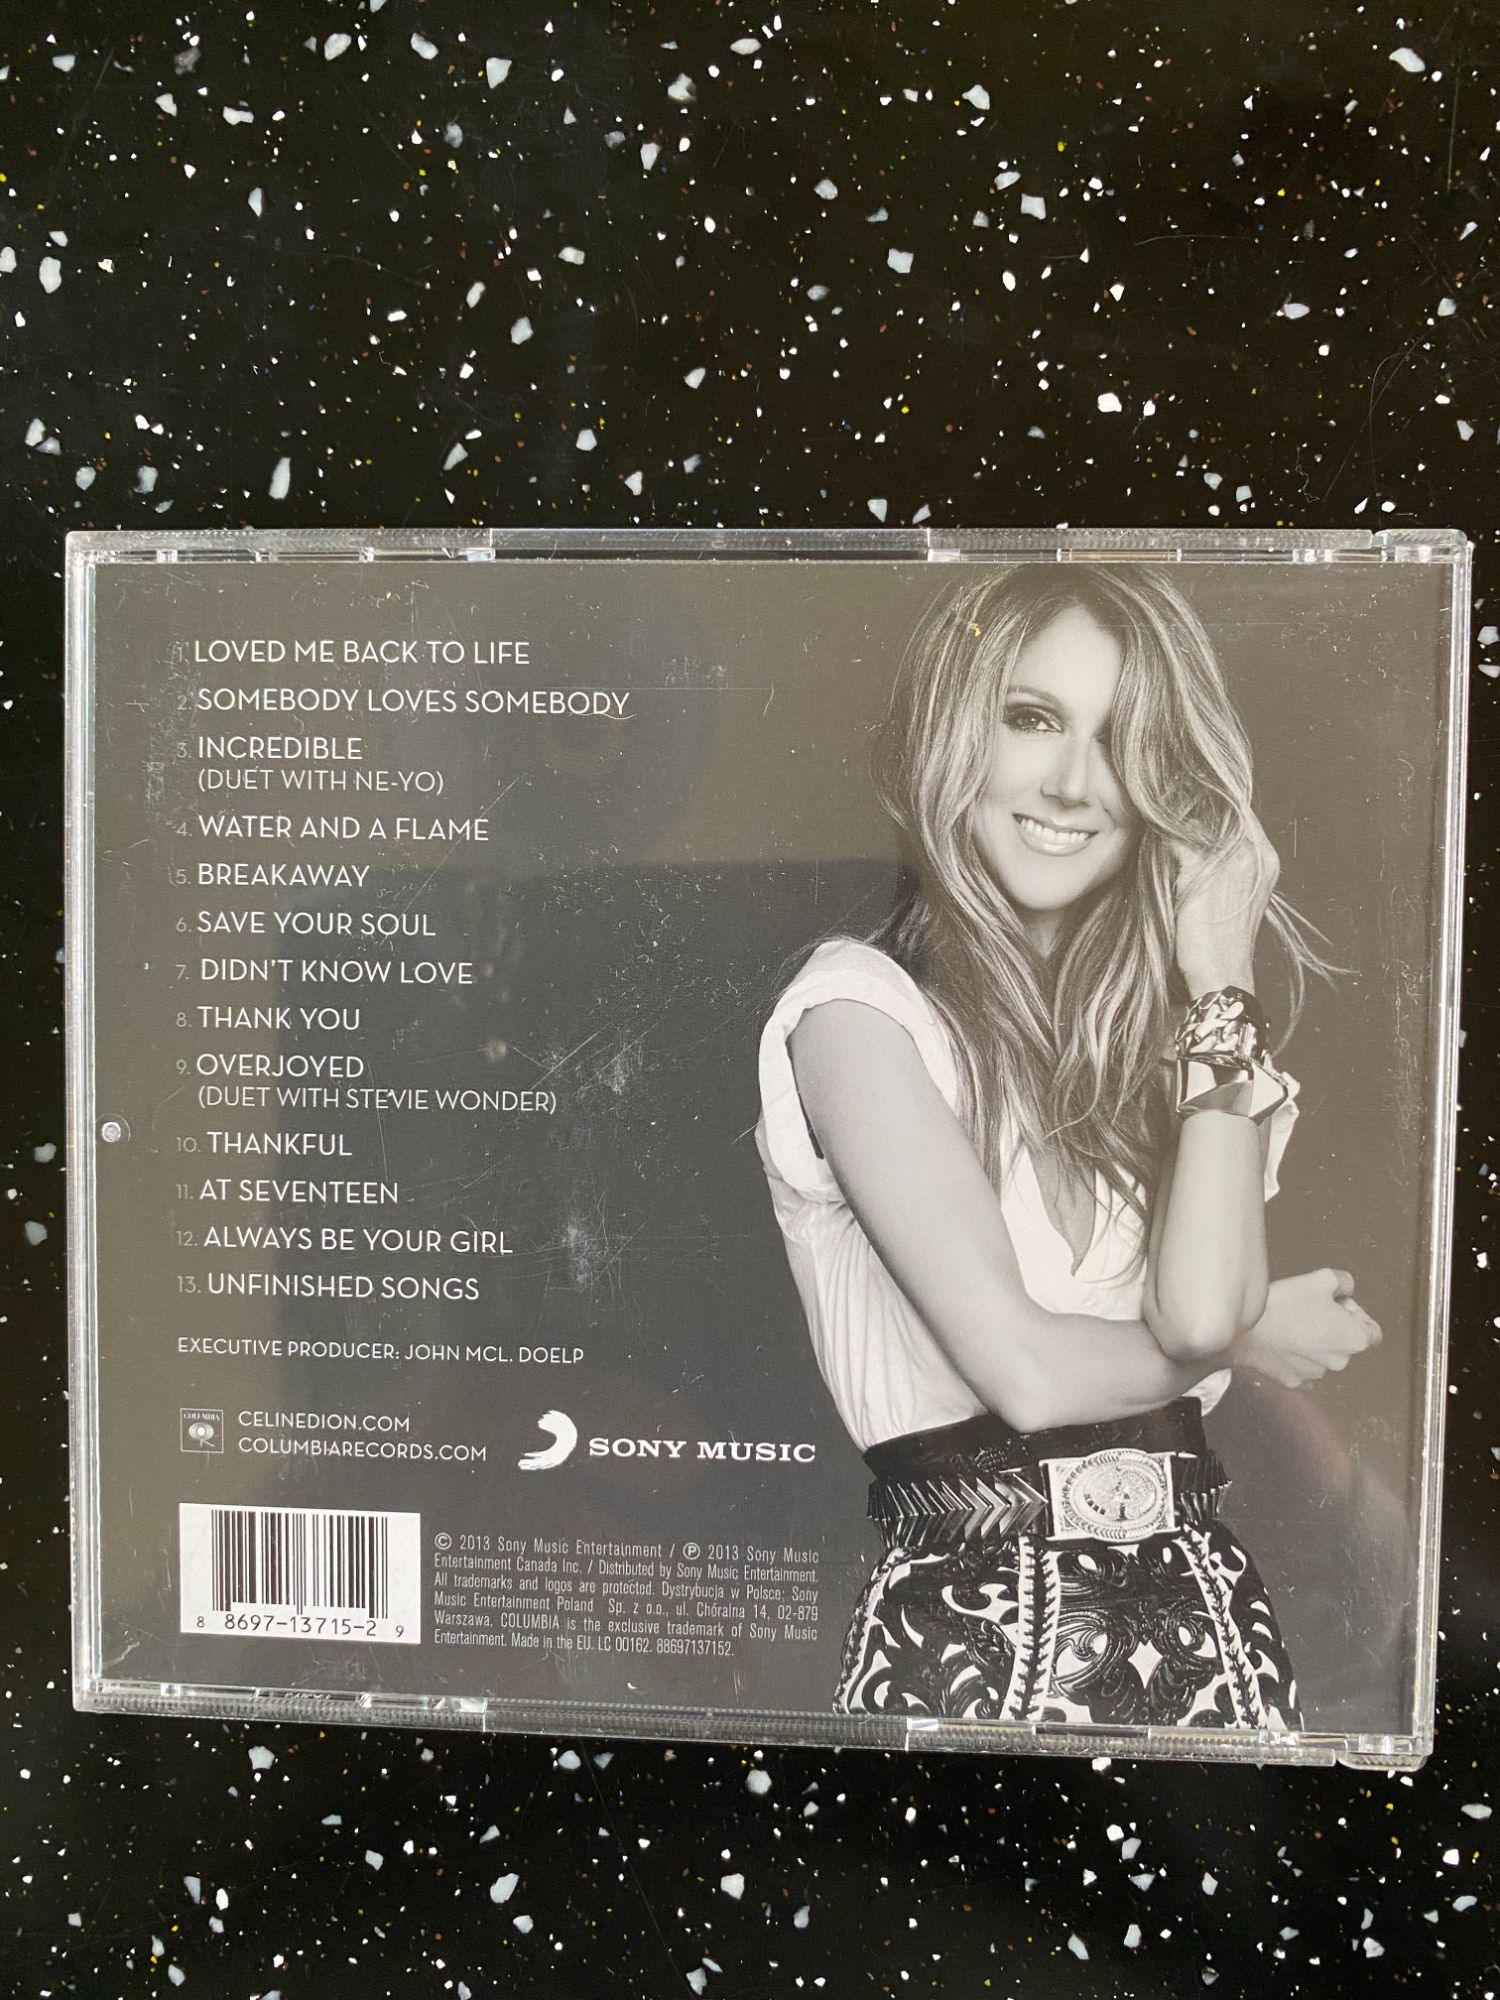 1. LOVED ME BACK TO LIFE
2. SOMEBODY LOVES SOMEBODY
3. INCREDIBLE
(DUET WITH NE-YO)
4. WATER AND A FLAME
5. BREAKAWAY
6. SAVE YOUR SOUL
7. DIDN'T KNOW LOVE
8. THANK YOU
9. OVERJOYED
(DUET WITH STEVIE WONDER)
10. THANKFUL
11. AT SEVENTEEN
12. ALWAYS BE YOUR GIRL
13. UNFINISHED SONGS
EXECUTIVE PRODUCER: JOHN MCL. DOELP
COLUMBIA
CELINEDION.COM
COLUMBIARECORDS.COM
SONY MUSIC
8 8697-13715-2 9
© 2013 Sony Music Entertainment / ℗ 2013 Sony Music
Entertainment Canada Inc. / Distributed by Sony Music Entertainment.
All trademarks and logos are protected. Dystrybucja w Polsce: Sony
Music Entertainment Poland Sp. z o.o., ul. Chóralna 14, 02-879
Warszawa. COLUMBIA is the exclusive trademark of Sony Music
Entertainment. Made in the EU. LC 00162. 88697137152.